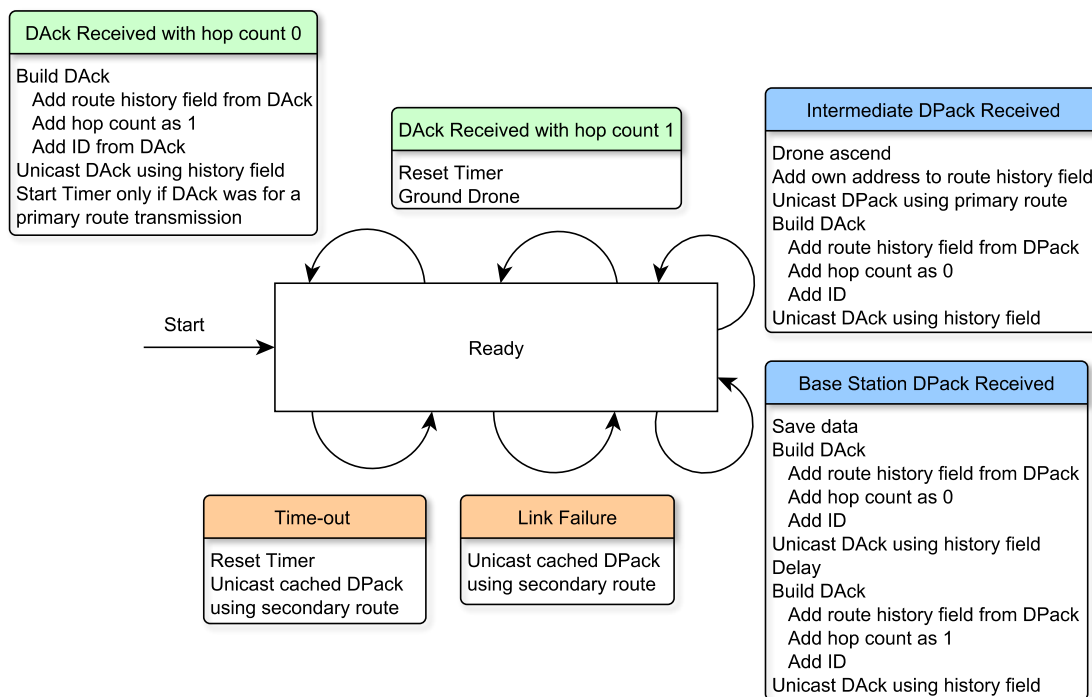 DAck Received with hop count 0
Build DAck
Add route history field from DAck
Add hop count as 1
Add ID from DAck
Unicast DAck using history field
Start Timer only if DAck was for a
primary route transmission
DAck Received with hop count 1
Reset Timer
Ground Drone
Intermediate DPack Received
Drone ascend
Add own address to route history field
Unicast DPack using primary route
Build DAck
Add route history field from DPack
Add hop count as 0
Add ID
Unicast DAck using history field
Start
Ready
Base Station DPack Received
Save data
Build DAck
Add route history field from DPack
Add hop count as 0
Add ID
Unicast DAck using history field
Delay
Build DAck
Add route history field from DPack
Add hop count as 1
Add ID
Unicast DAck using history field
Time-out
Reset Timer
Unicast cached DPack
using secondary route
Link Failure
Unicast cached DPack
using secondary route